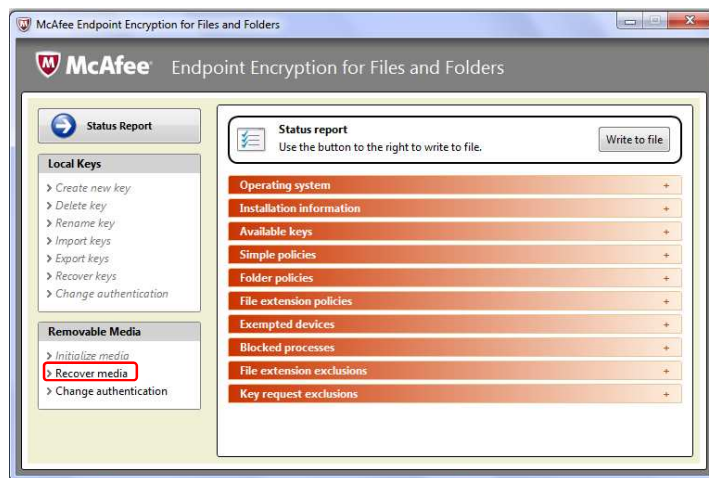 McAfee Endpoint Encryption for Files and Folders
McAfee Endpoint Encryption for Files and Folders
Status Report
Local Keys
Create new key
Delete key
Rename key
Import keys
Export keys
Recover keys
Change authentication
Removable Media
Initialize media
Recover media
Change authentication
Status report
Use the button to the right to write to file.
Write to file
Operating system +
Installation information +
Available keys +
Simple policies +
Folder policies +
File extension policies +
Exempted devices +
Blocked processes +
File extension exclusions +
Key request exclusions +